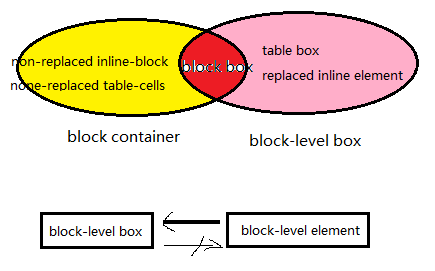 non-replaced inline-block
none-replaced table-cells
block box
table box
replaced inline element
block container
block-level box
block-level box
block-level element